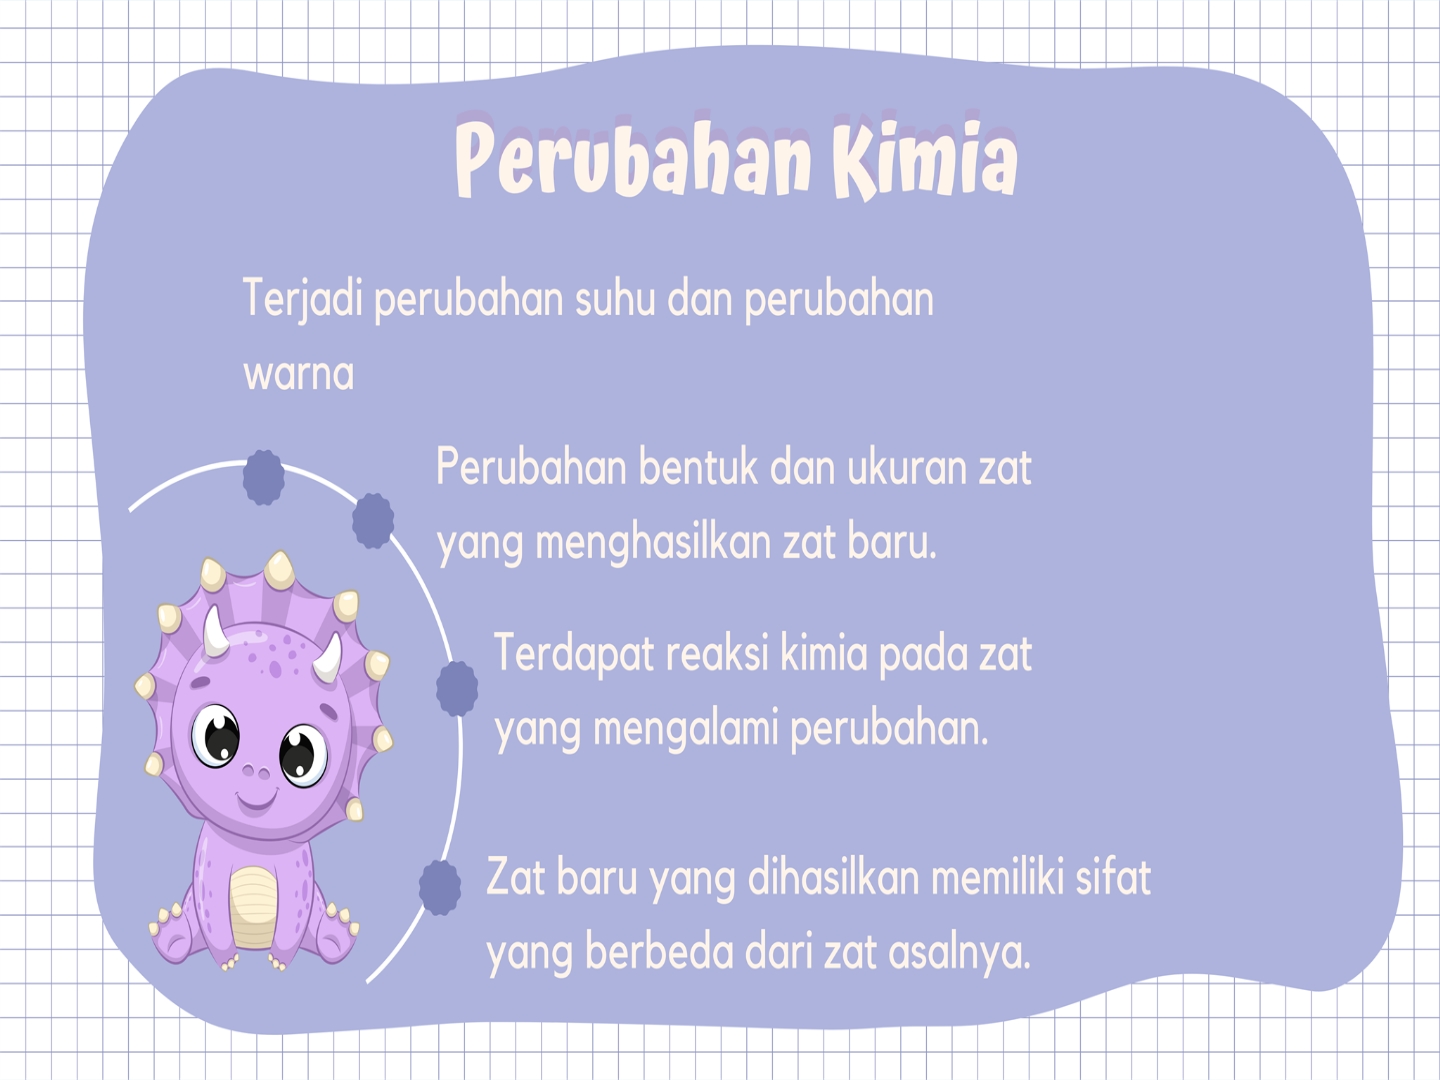 Perubahan Kimia
Terjadi perubahan suhu dan perubahan
warna
Perubahan bentuk dan ukuran zat
yang menghasilkan zat baru.
Terdapat reaksi kimia pada zat
yang mengalami perubahan.
Zat baru yang dihasilkan memiliki sifat
yang berbeda dari zat asalnya.